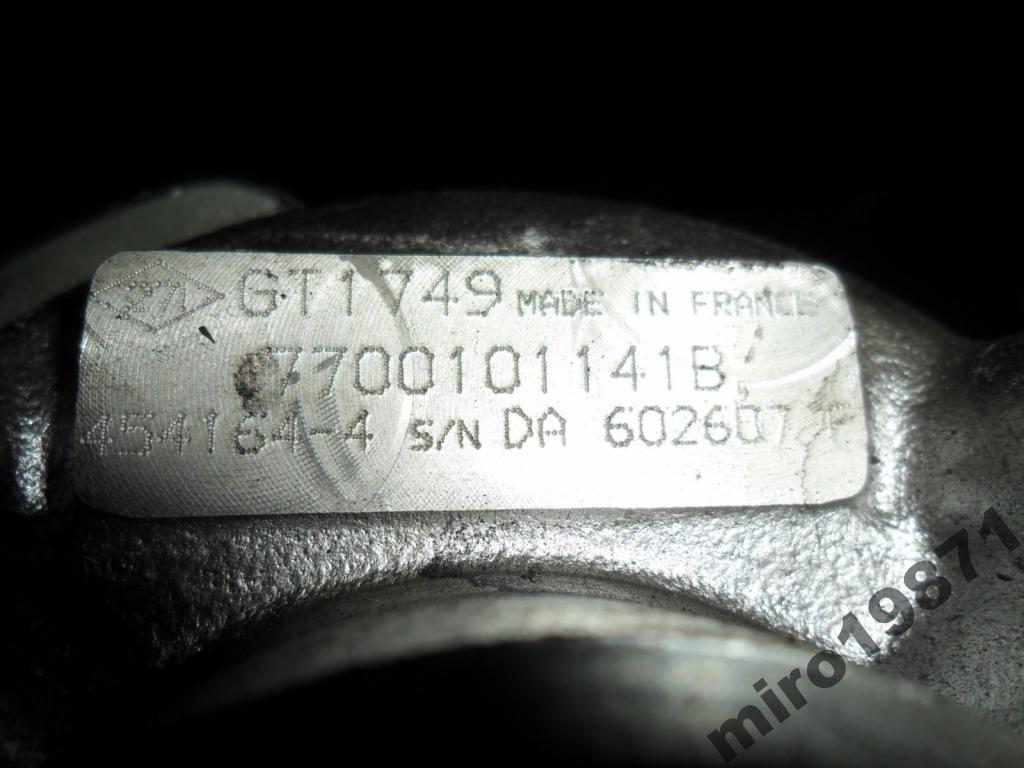 GT1749 MADE IN FRANCE
7700101141B
454164-4 S/N DA 602607 F
miro19871